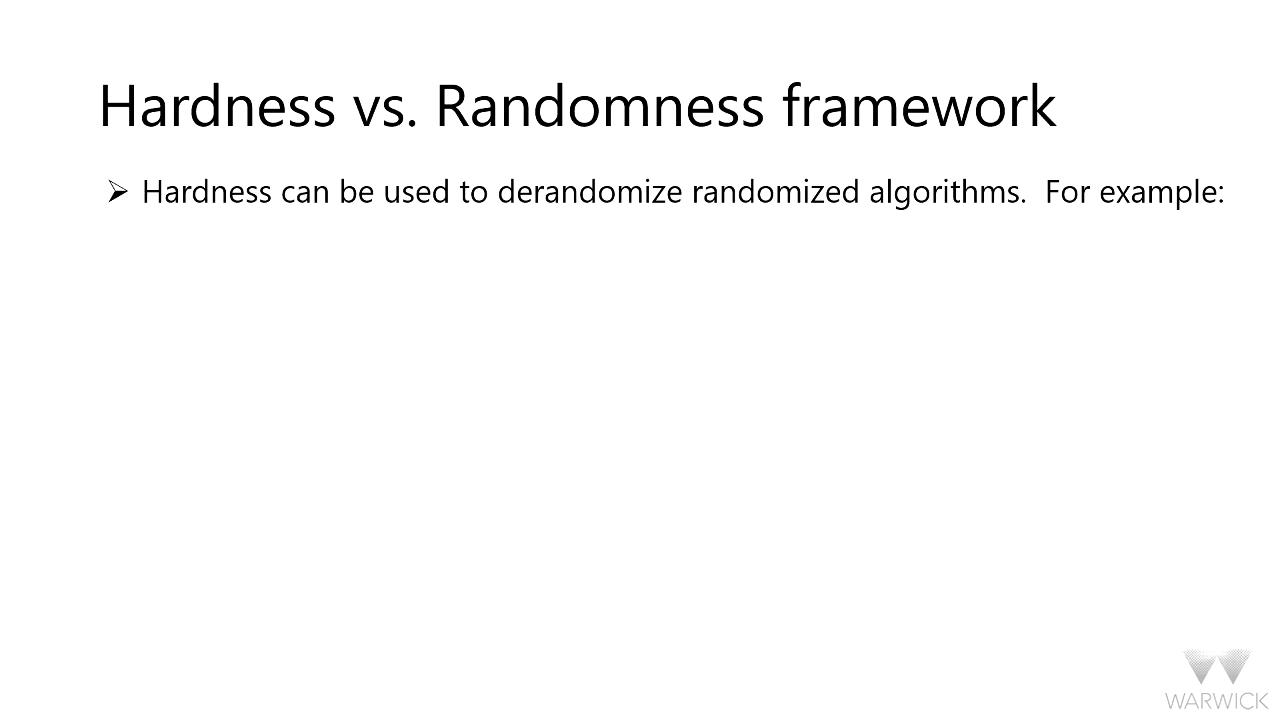 Hardness vs. Randomness framework
➢ Hardness can be used to derandomize randomized algorithms.  For example:
WARWICK